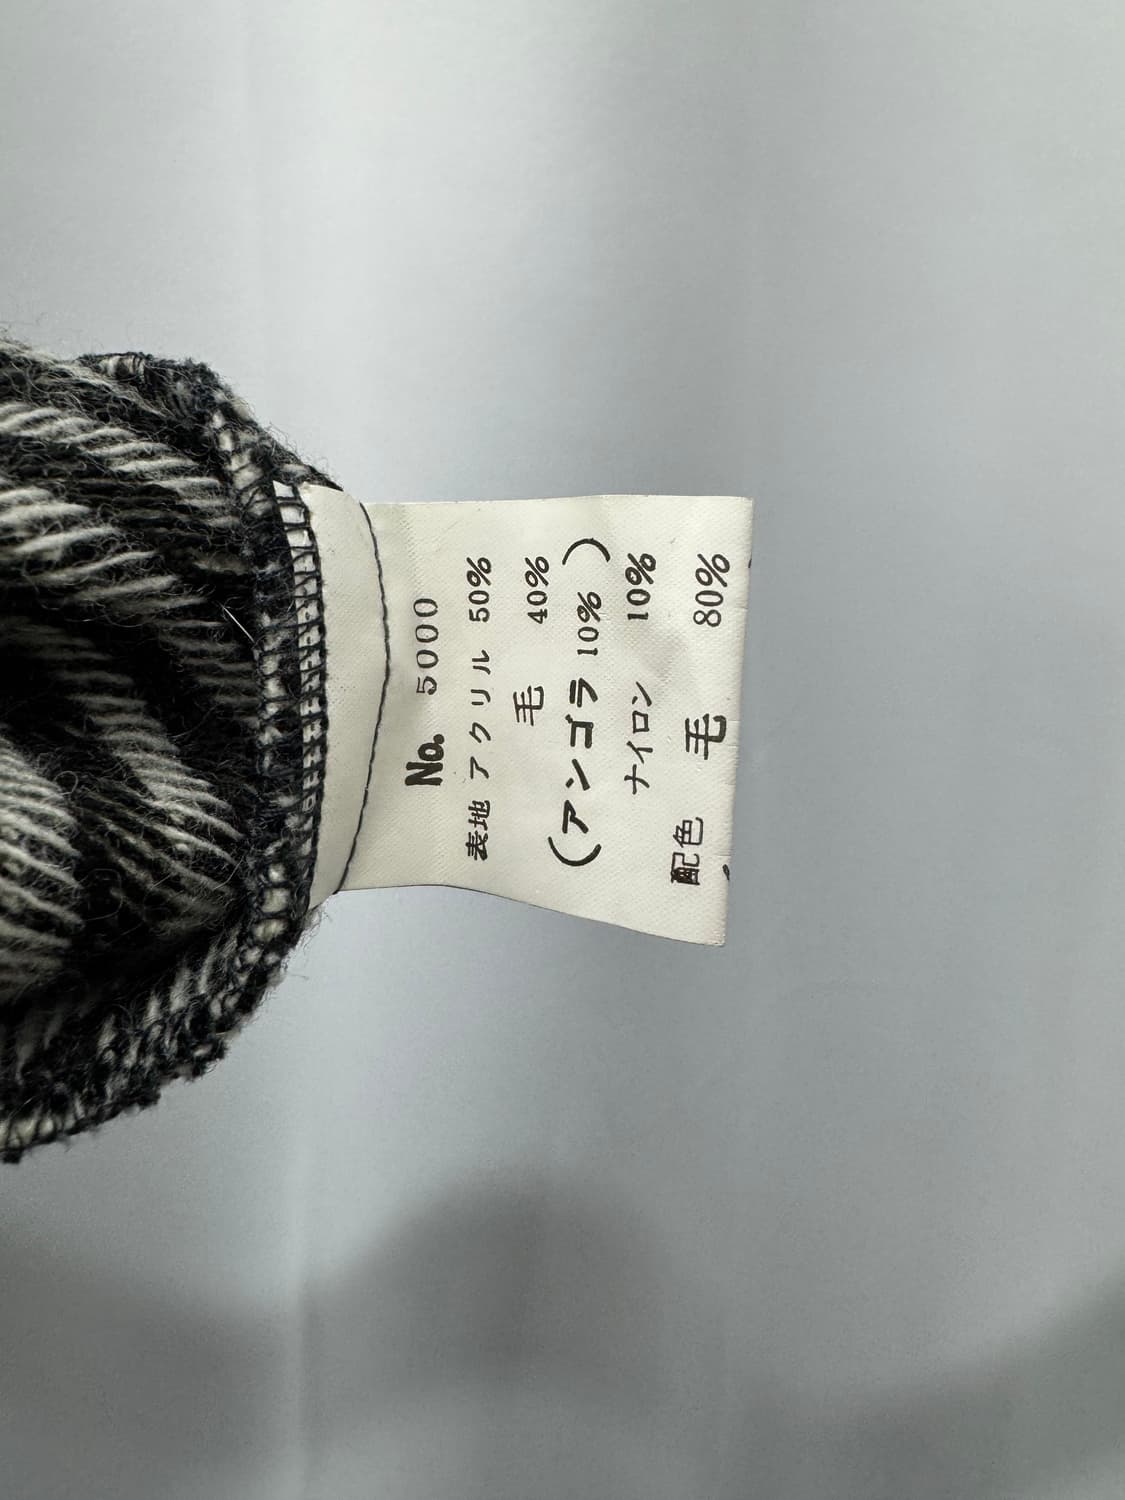 No. 5000
表地 アクリル 50%
毛 40%
(アンゴラ 10%)
ナイロン 10%
配色 毛 80%